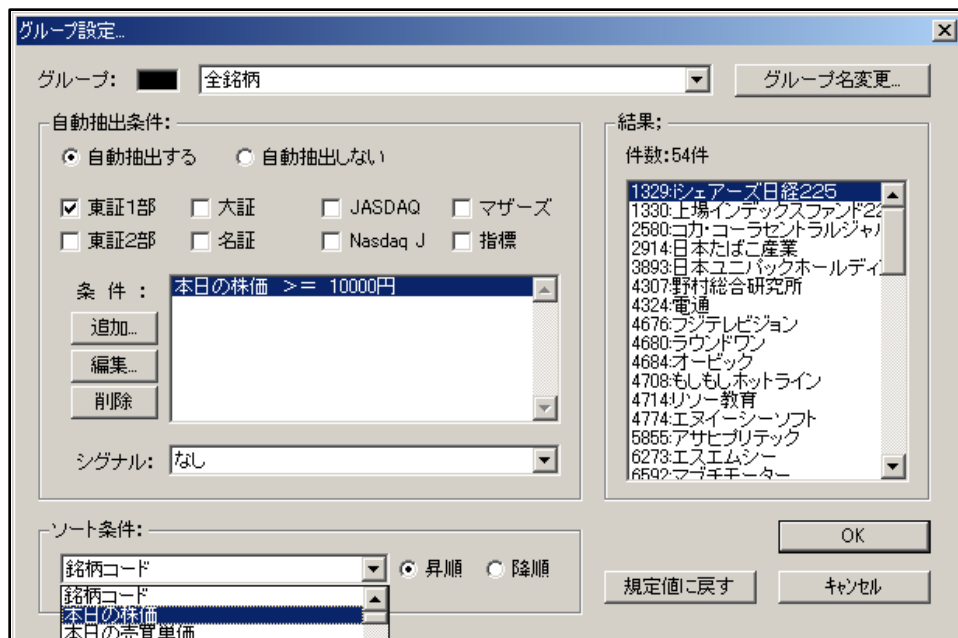 グループ設定...
グループ: 全銘柄 グループ名変更...
自動抽出条件:
自動抽出する 自動抽出しない
東証1部 大証 JASDAQ マザーズ
東証2部 名証 Nasdaq J 指標
条 件 :
本日の株価 >= 10000円
追加...
編集...
削除
シグナル: なし
結果;
件数:54件
1329:iシェアーズ日経225
1330:上場インデックスファンド22
2580:コカ・コーラセントラルジャパ
2914:日本たばこ産業
3893:日本ユニパックホールディ
4307:野村総合研究所
4324:電通
4676:フジテレビジョン
4680:ラウンドワン
4684:オービック
4708:もしもしホットライン
4714:リソー教育
4774:エヌイーシーソフト
5855:アサヒプリテック
6273:エスエムシー
6592:マブチモーター
ソート条件:
銘柄コード 昇順 降順
銘柄コード
本日の株価
本日の売買単価
OK
規定値に戻す キャンセル